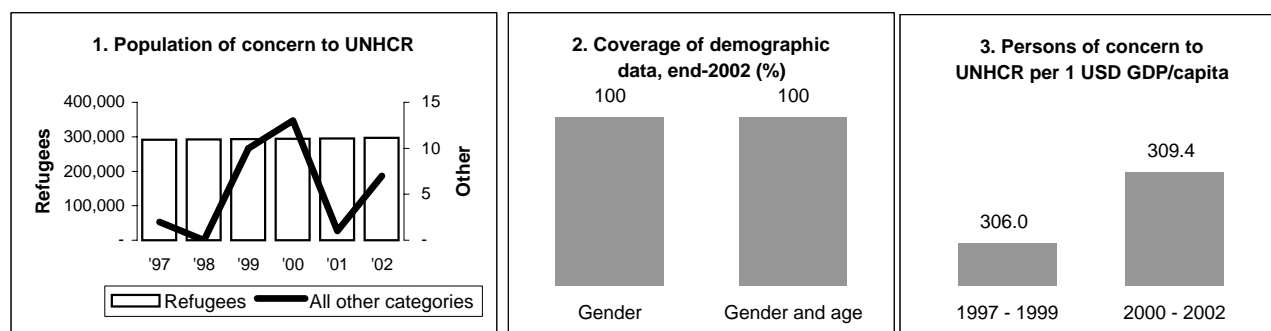 1. Population of concern to UNHCR
400,000
300,000
200,000
100,000
-
Refugees
15
10
5
-
Other
'97 '98 '99 '00 '01 '02
Refugees All other categories
2. Coverage of demographic
data, end-2002 (%)
100 100
Gender Gender and age
3. Persons of concern to
UNHCR per 1 USD GDP/capita
306.0
309.4
1997 - 1999 2000 - 2002